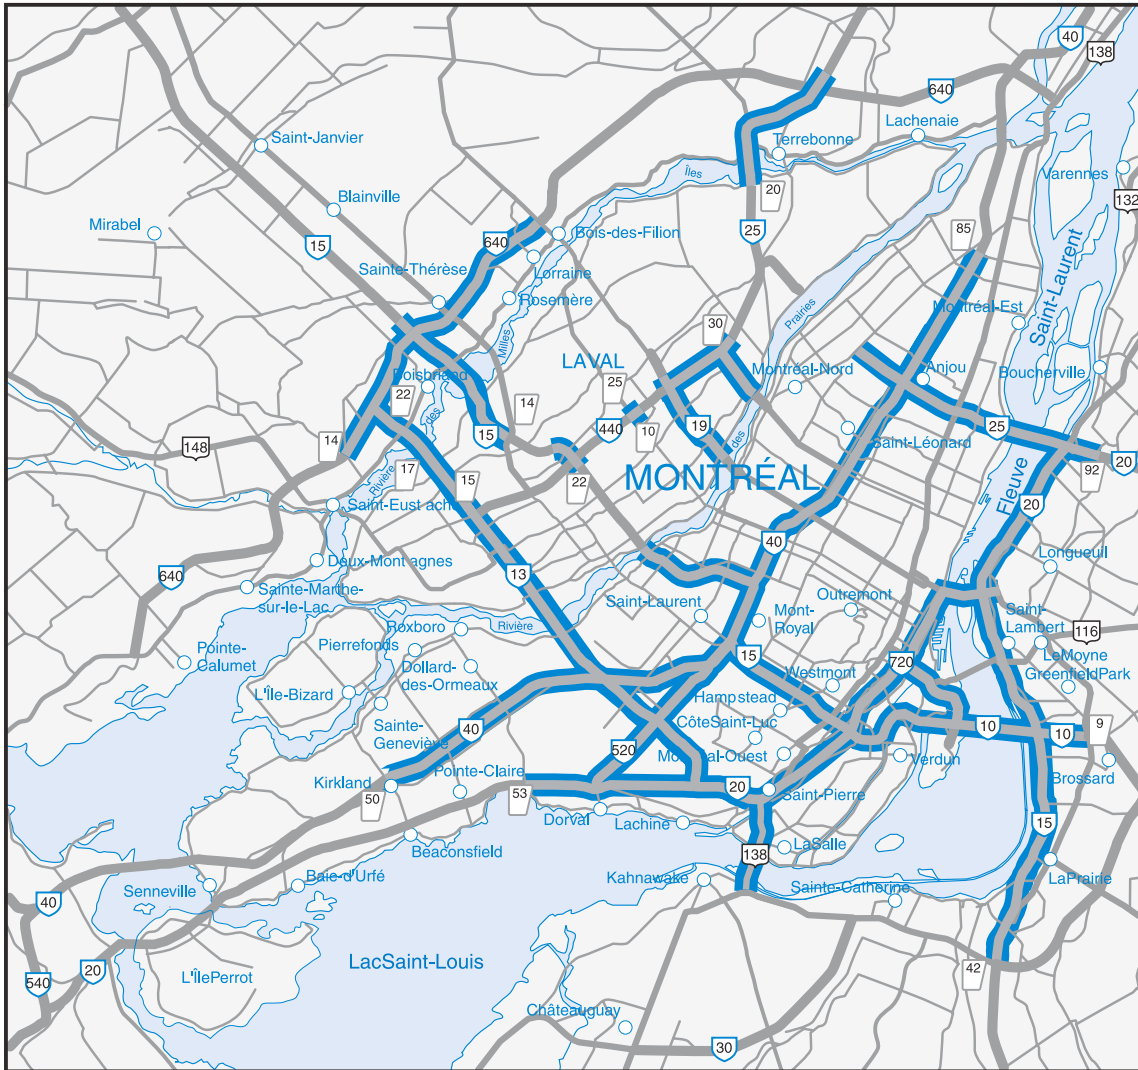 40
138
640
Saint-Janvier
Lachenaie
Terrebonne
Îles
20
Varennes
132
Blainville
Mirabel
15
640
Bois-des-Filion
25
85
Lorraine
Sainte-Thérèse
Rosemère
Prairies
Saint-Laurent
Montréal-Est
30
Milles
LAVAL
Boisbriand
22
25
Montréal-Nord
Anjou
Boucherville
14
des
10
440
19
15
148
14
Saint-Léonard
25
20
92
des
Rivière
17
15
22
MONTRÉAL
Fleuve
20
Saint-Eustache
40
Longueuil
Deux-Montagnes
13
640
Sainte-Marthe-
sur-le-Lac
Saint-Laurent
Mont-
Royal
Outremont
Saint-
Lambert
116
Rivière
Roxboro
Pierrefonds
Pointe-
Calumet
Dollard-
des-Ormeaux
15
720
LeMoyne
Westmont
GreenfieldPark
L'Île-Bizard
Hampstead
Sainte-
Geneviève
40
CôteSaint-Luc
520
10
10
9
Montréal-Ouest
Verdun
Brossard
Kirkland
Pointe-Claire
50
53
20
Saint-Pierre
Dorval
Lachine
15
Beaconsfield
138
LaSalle
LaPrairie
Senneville
Baie-d'Urfé
Kahnawake
Sainte-Catherine
40
20
540
L'ÎlePerrot
LacSaint-Louis
42
Châteauguay
30